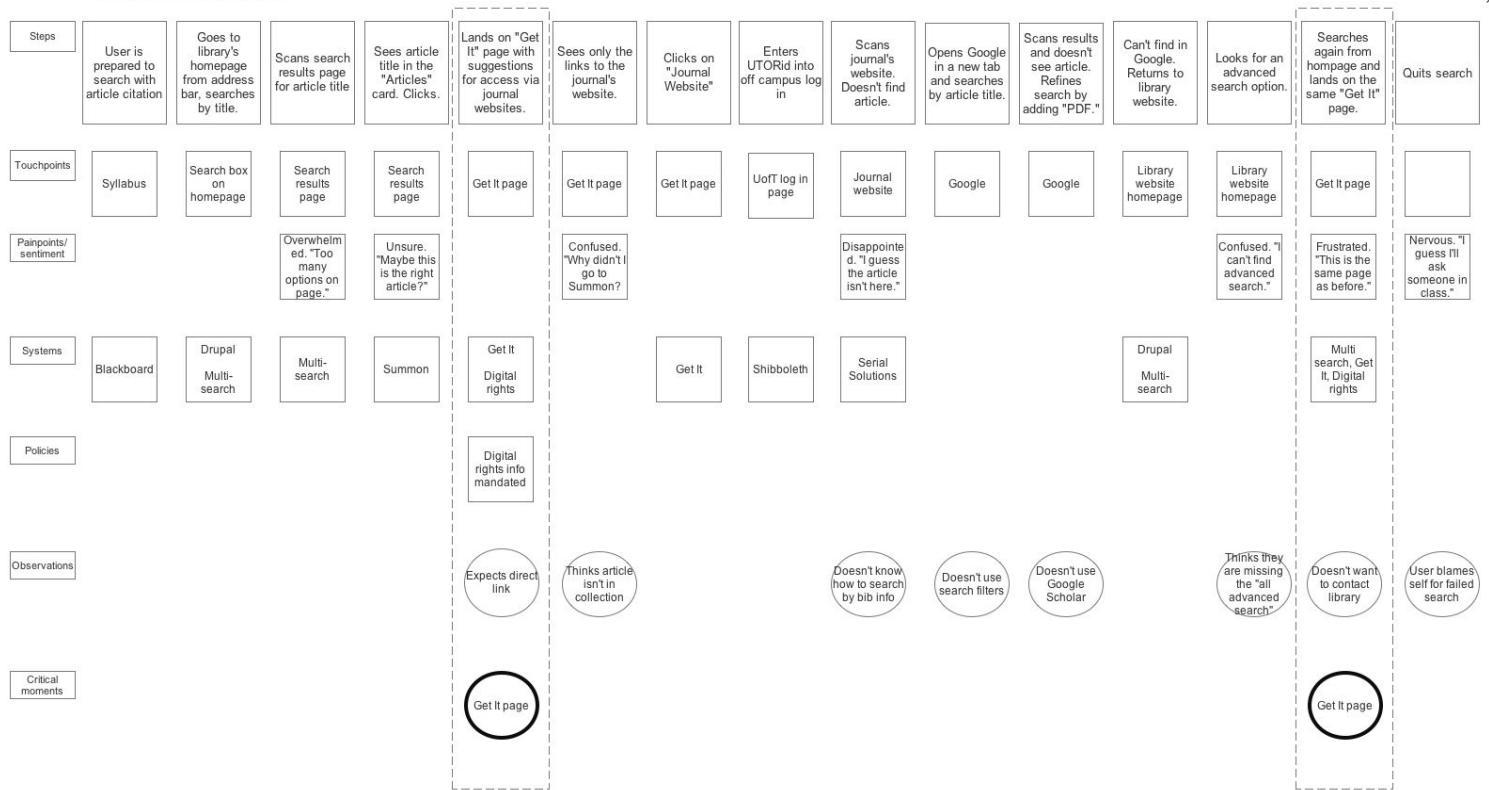 Steps
User is
prepared to
search with
article citation
Goes to
library's
homepage
from address
bar, searches
by title.
Scans search
results page
for article title
Sees article
title in the
"Articles"
card. Clicks.
Lands on "Get
It" page with
suggestions
for access via
journal
websites.
Sees only the
links to the
journal's
website.
Clicks on
"Journal
Website"
Enters
UTORid into
off campus log
in
Scans
journal's
website.
Doesn't find
article.
Opens Google
in a new tab
and searches
by article title.
Scans results
and doesn't
see article.
Refines
search by
adding "PDF."
Can't find in
Google.
Returns to
library
website.
Looks for an
advanced
search option.
Searches
again from
hompage and
lands on the
same "Get It"
page.
Quits search
Touchpoints
Syllabus
Search box
on
homepage
Search
results
page
Search
results
page
Get It page
Get It page
Get It page
UofT log in
page
Journal
website
Google
Google
Library
website
homepage
Library
website
homepage
Get It page
Painpoints/
sentiment
Overwhelm
ed. "Too
many
options on
page."
Unsure.
"Maybe this
is the right
article?"
Confused.
"Why didn't I
go to
Summon?
Disappointe
d. "I guess
the article
isn't here."
Confused. "I
can't find
advanced
search."
Frustrated.
"This is the
same page
as before."
Nervous. "I
guess I'll
ask
someone in
class."
Systems
Blackboard
Drupal
Multi-
search
Multi-
search
Summon
Get It
Digital
rights
Get It
Shibboleth
Serial
Solutions
Drupal
Multi-
search
Multi
search, Get
It, Digital
rights
Policies
Digital
rights info
mandated
Observations
Expects direct
link
Thinks article
isn't in
collection
Doesn't know
how to search
by bib info
Doesn't use
search filters
Doesn't use
Google
Scholar
Thinks they
are missing
the "all
advanced
search"
Doesn't want
to contact
library
User blames
self for failed
search
Critical
moments
Get It page
Get It page